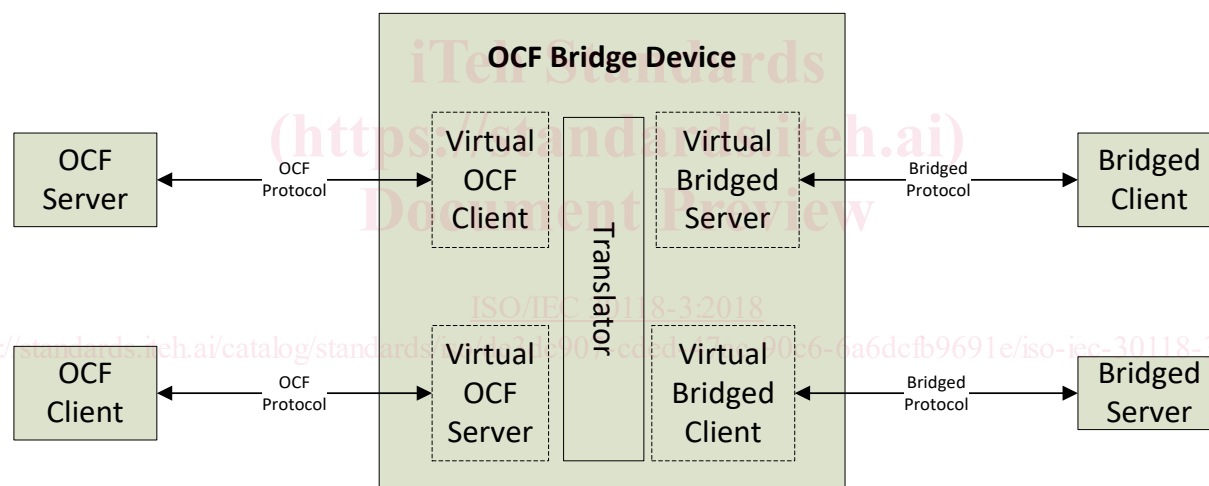 OCF Bridge Device
iTeh Standards
(https://standards.iteh.ai)
Document Preview
OCF
Server
OCF
Protocol
Virtual
OCF
Client
Translator
Virtual
Bridged
Server
Bridged
Protocol
Bridged
Client
ISO/IEC 30118-3:2018
OCF
Client
OCF
Protocol
Virtual
OCF
Server
Virtual
Bridged
Client
Bridged
Protocol
Bridged
Server